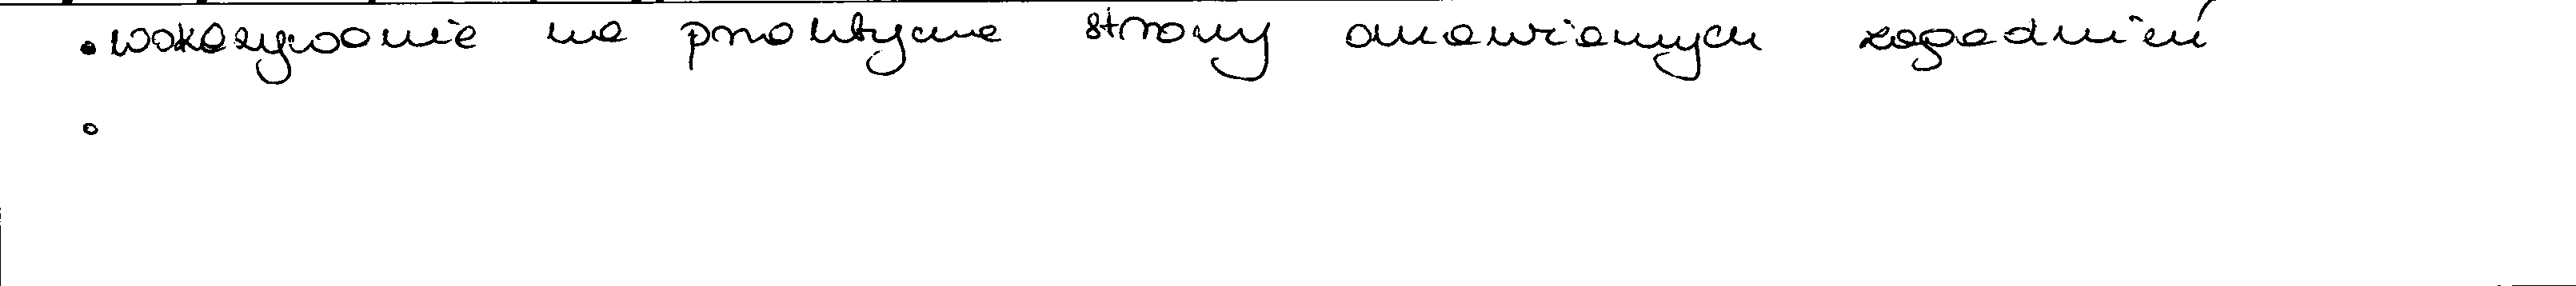 • wskazywanie na praktyczne strony omawianych zagadnień
•